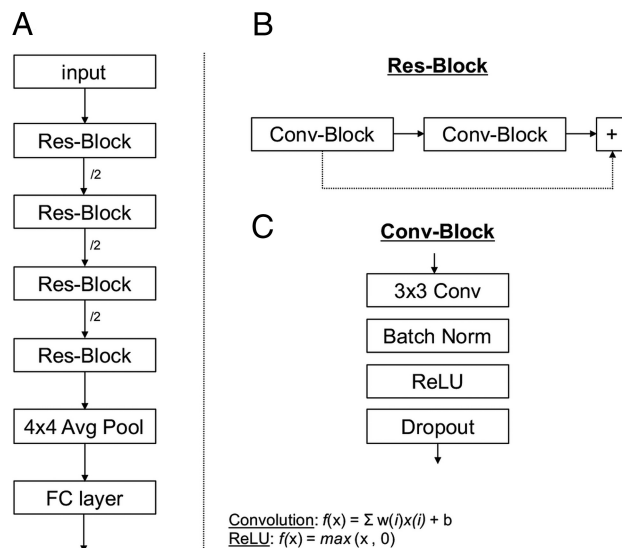 A
input
Res-Block
/2
Res-Block
/2
Res-Block
/2
Res-Block
4x4 Avg Pool
FC layer
B
Res-Block
Conv-Block
Conv-Block
+
C
Conv-Block
3x3 Conv
Batch Norm
ReLU
Dropout
Convolution: f(x) = Σ w(i)x(i) + b
ReLU: f(x) = max (x , 0)